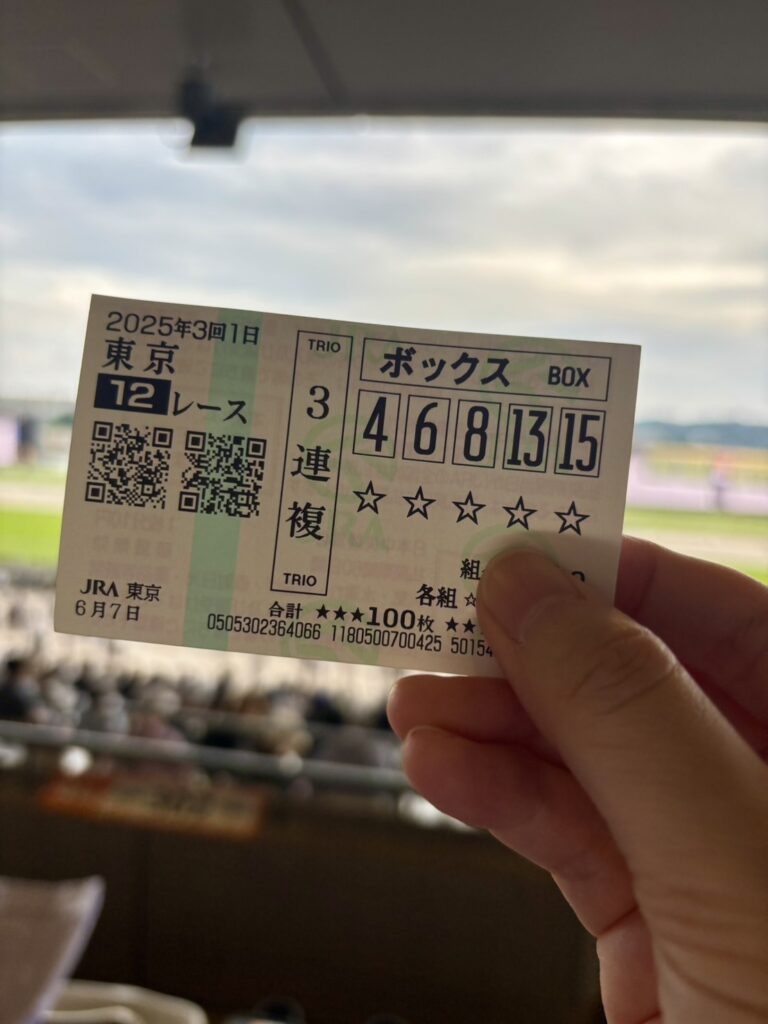 2025年3回1日
東京
12レース
JRA 東京
6月7日
TRIO
3連複
TRIO
ボックス BOX
4 6 8 13 15
☆ ☆ ☆ ☆ ☆
組
各組 ☆
合計 ★★★100枚 ★★
0505302364066 1180500700425 50154